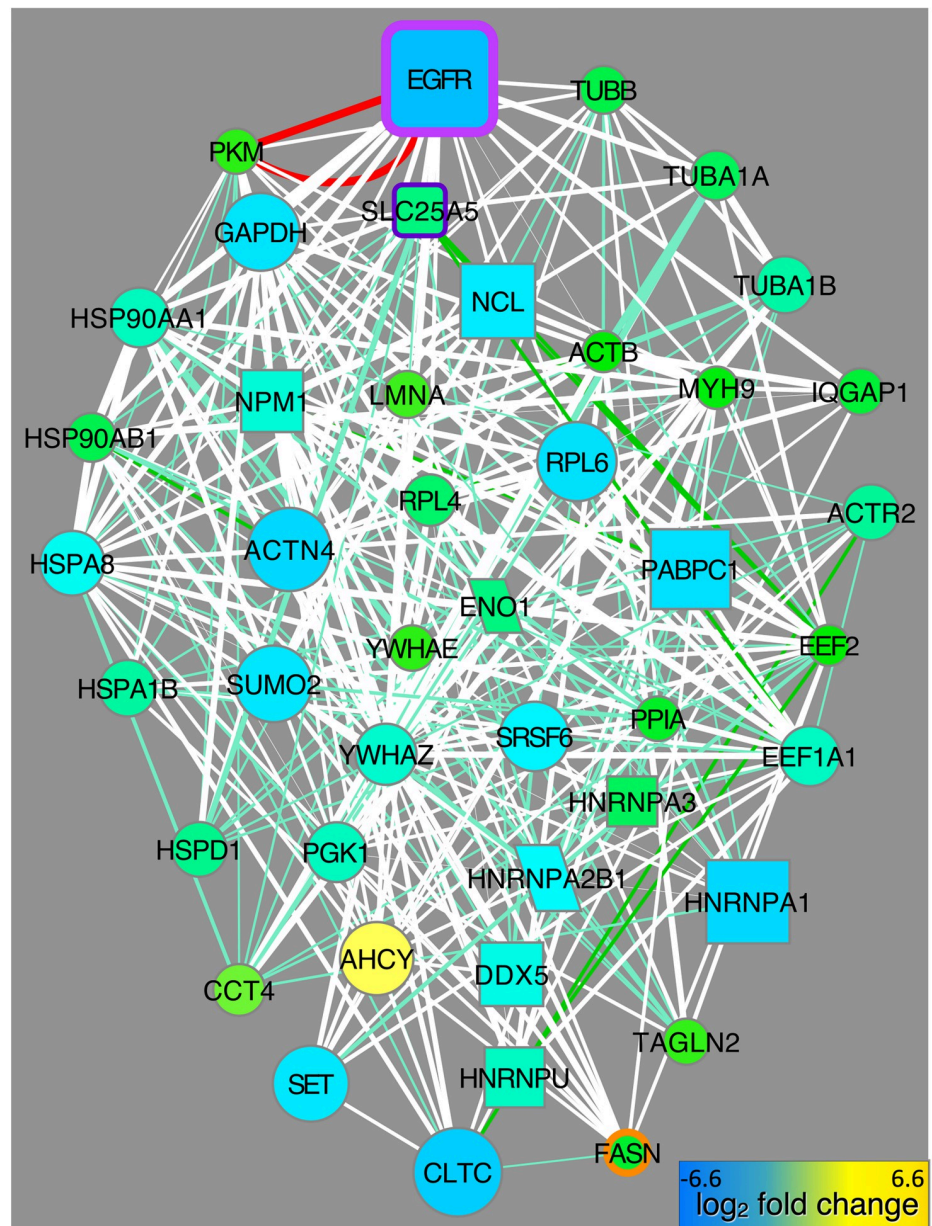 EGFR
TUBB
PKM
TUBA1A
SLC25A5
GAPDH
TUBA1B
NCL
HSP90AA1
ACTB
MYH9
IQGAP1
LMNA
NPM1
HSP90AB1
RPL6
RPL4
ACTR2
ACTN4
HSPA8
PABPC1
ENO1
EEF2
YWHAE
HSPA1B
SUMO2
PPIA
SRSF6
YWHAZ
EEF1A1
HNRNPA3
HSPD1
PGK1
HNRNPA2B1
HNRNPA1
AHCY
DDX5
CCT4
TAGLN2
SET
HNRNPU
FASN
CLTC
-6.6 6.6
log₂ fold change